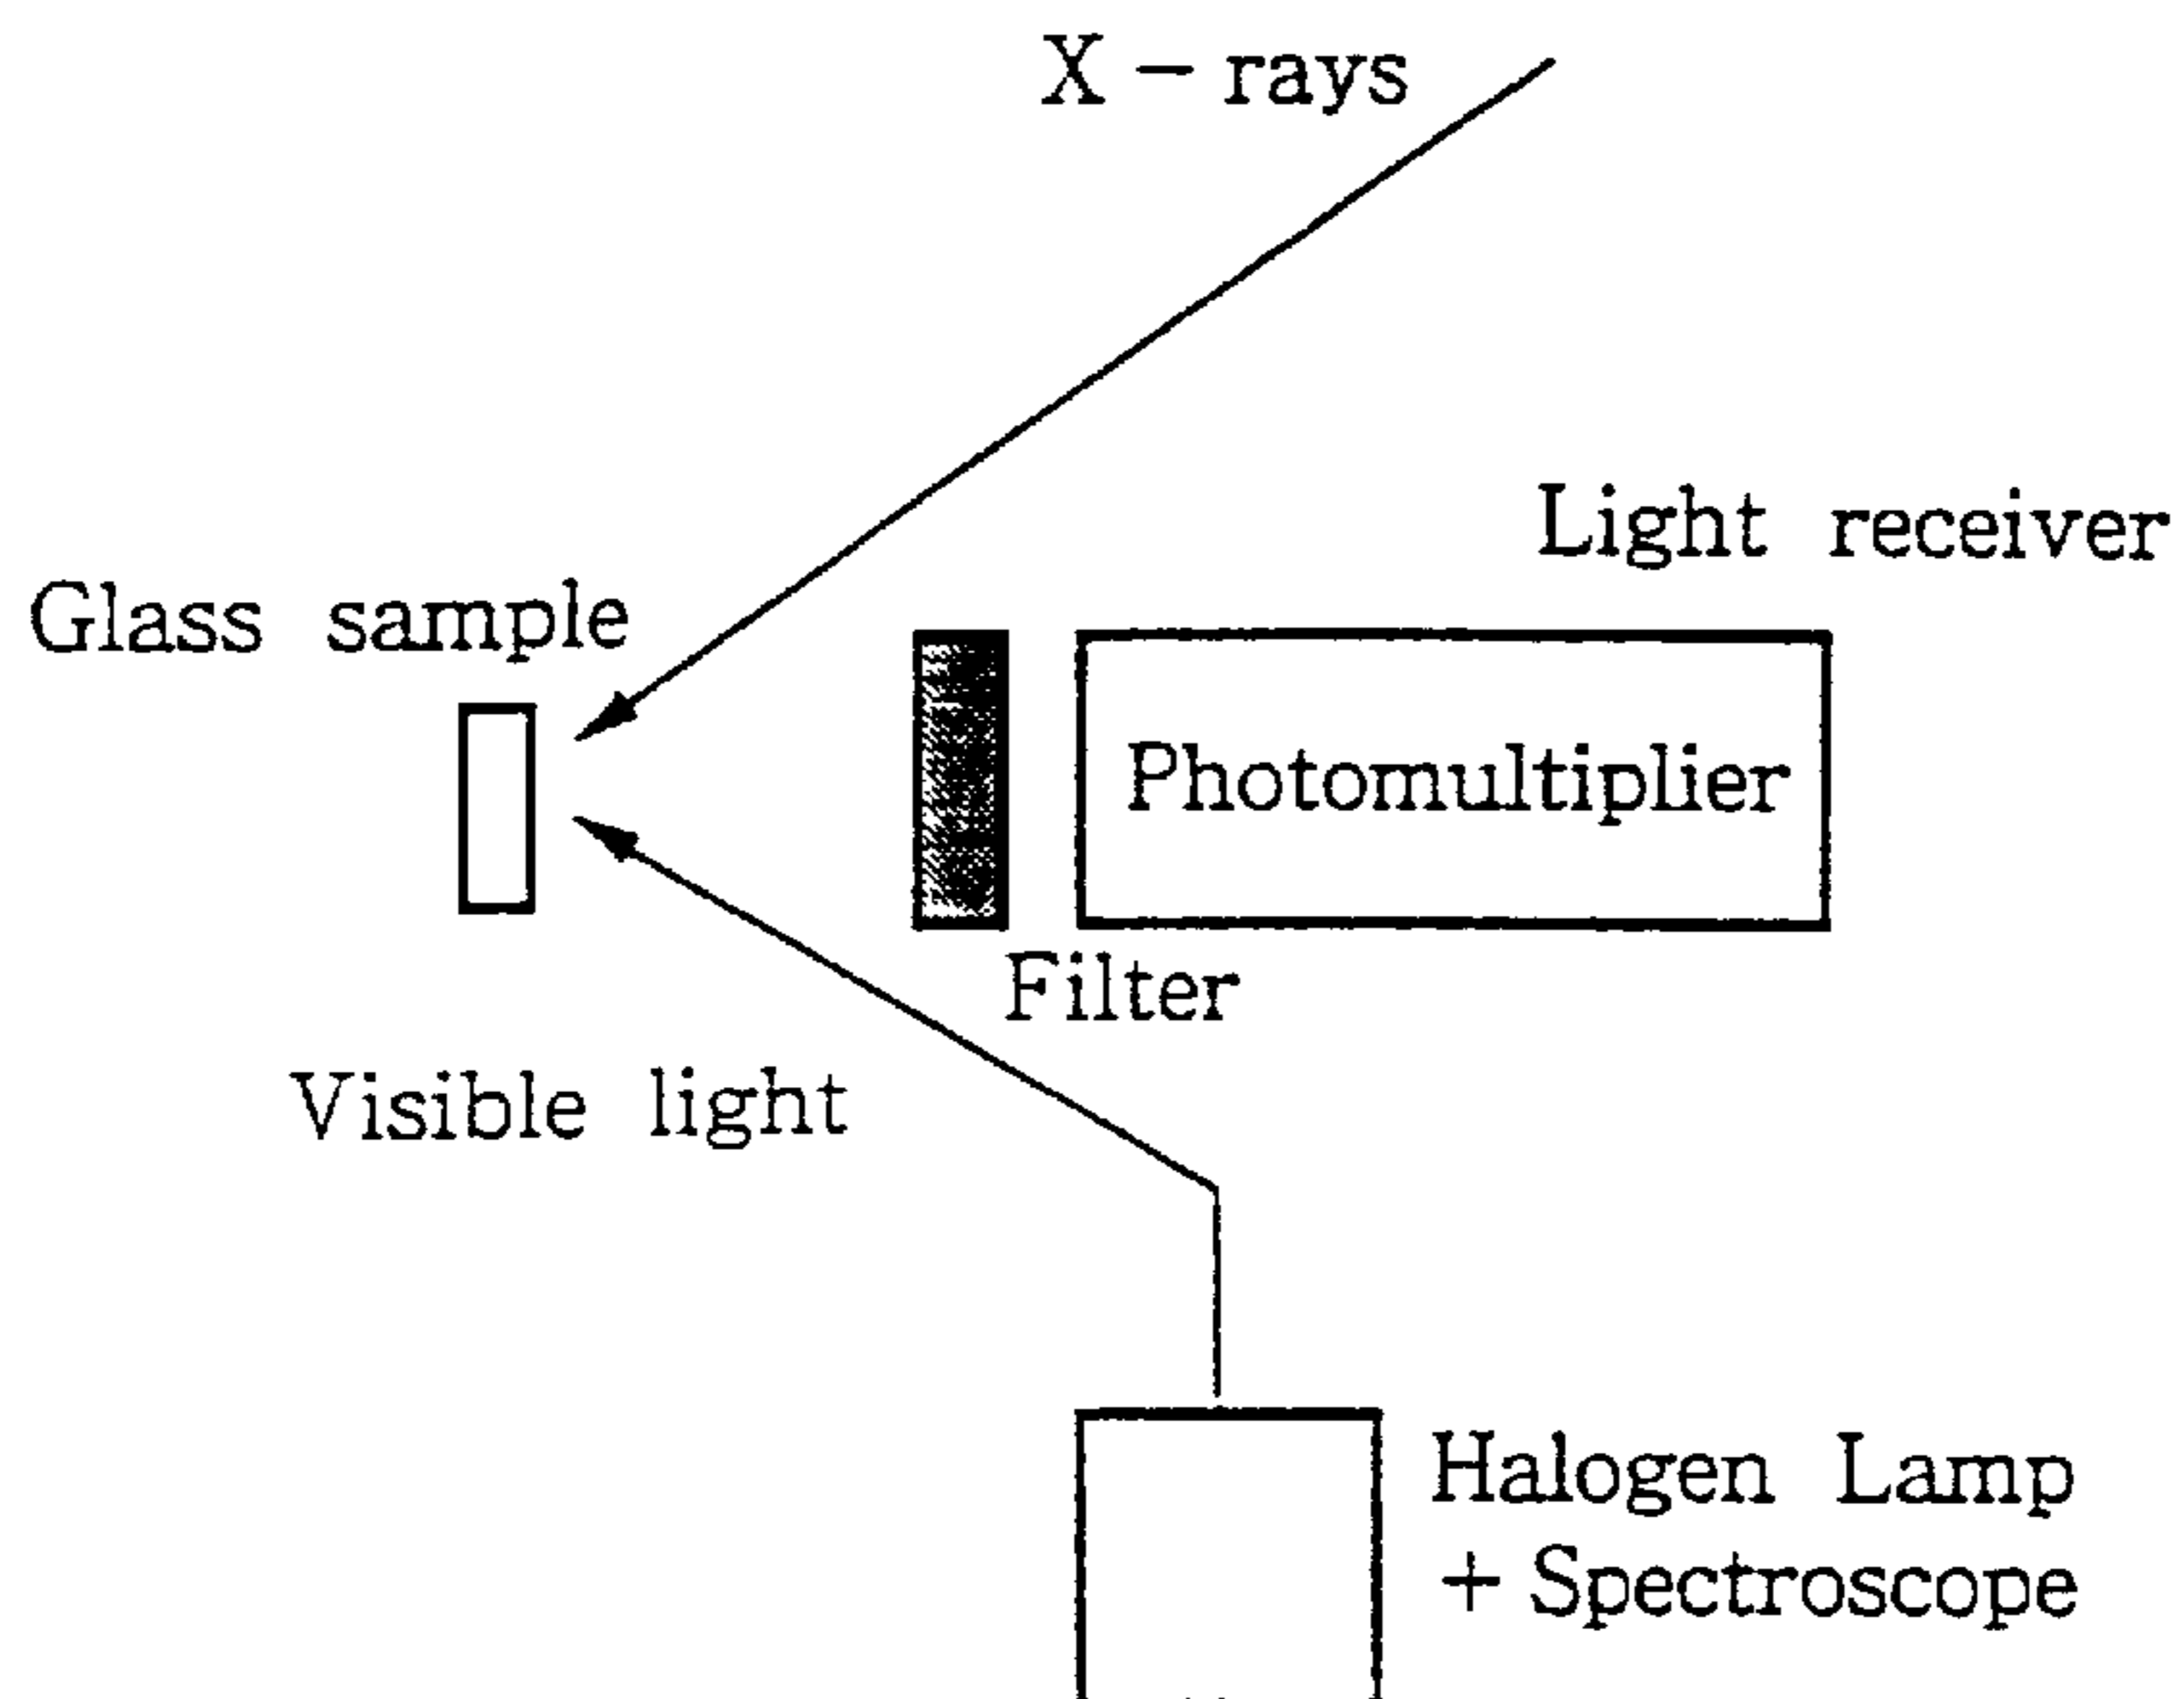 X-rays
Light receiver
Glass sample
Photomultiplier
Filter
Visible light
Halogen Lamp
+ Spectroscope